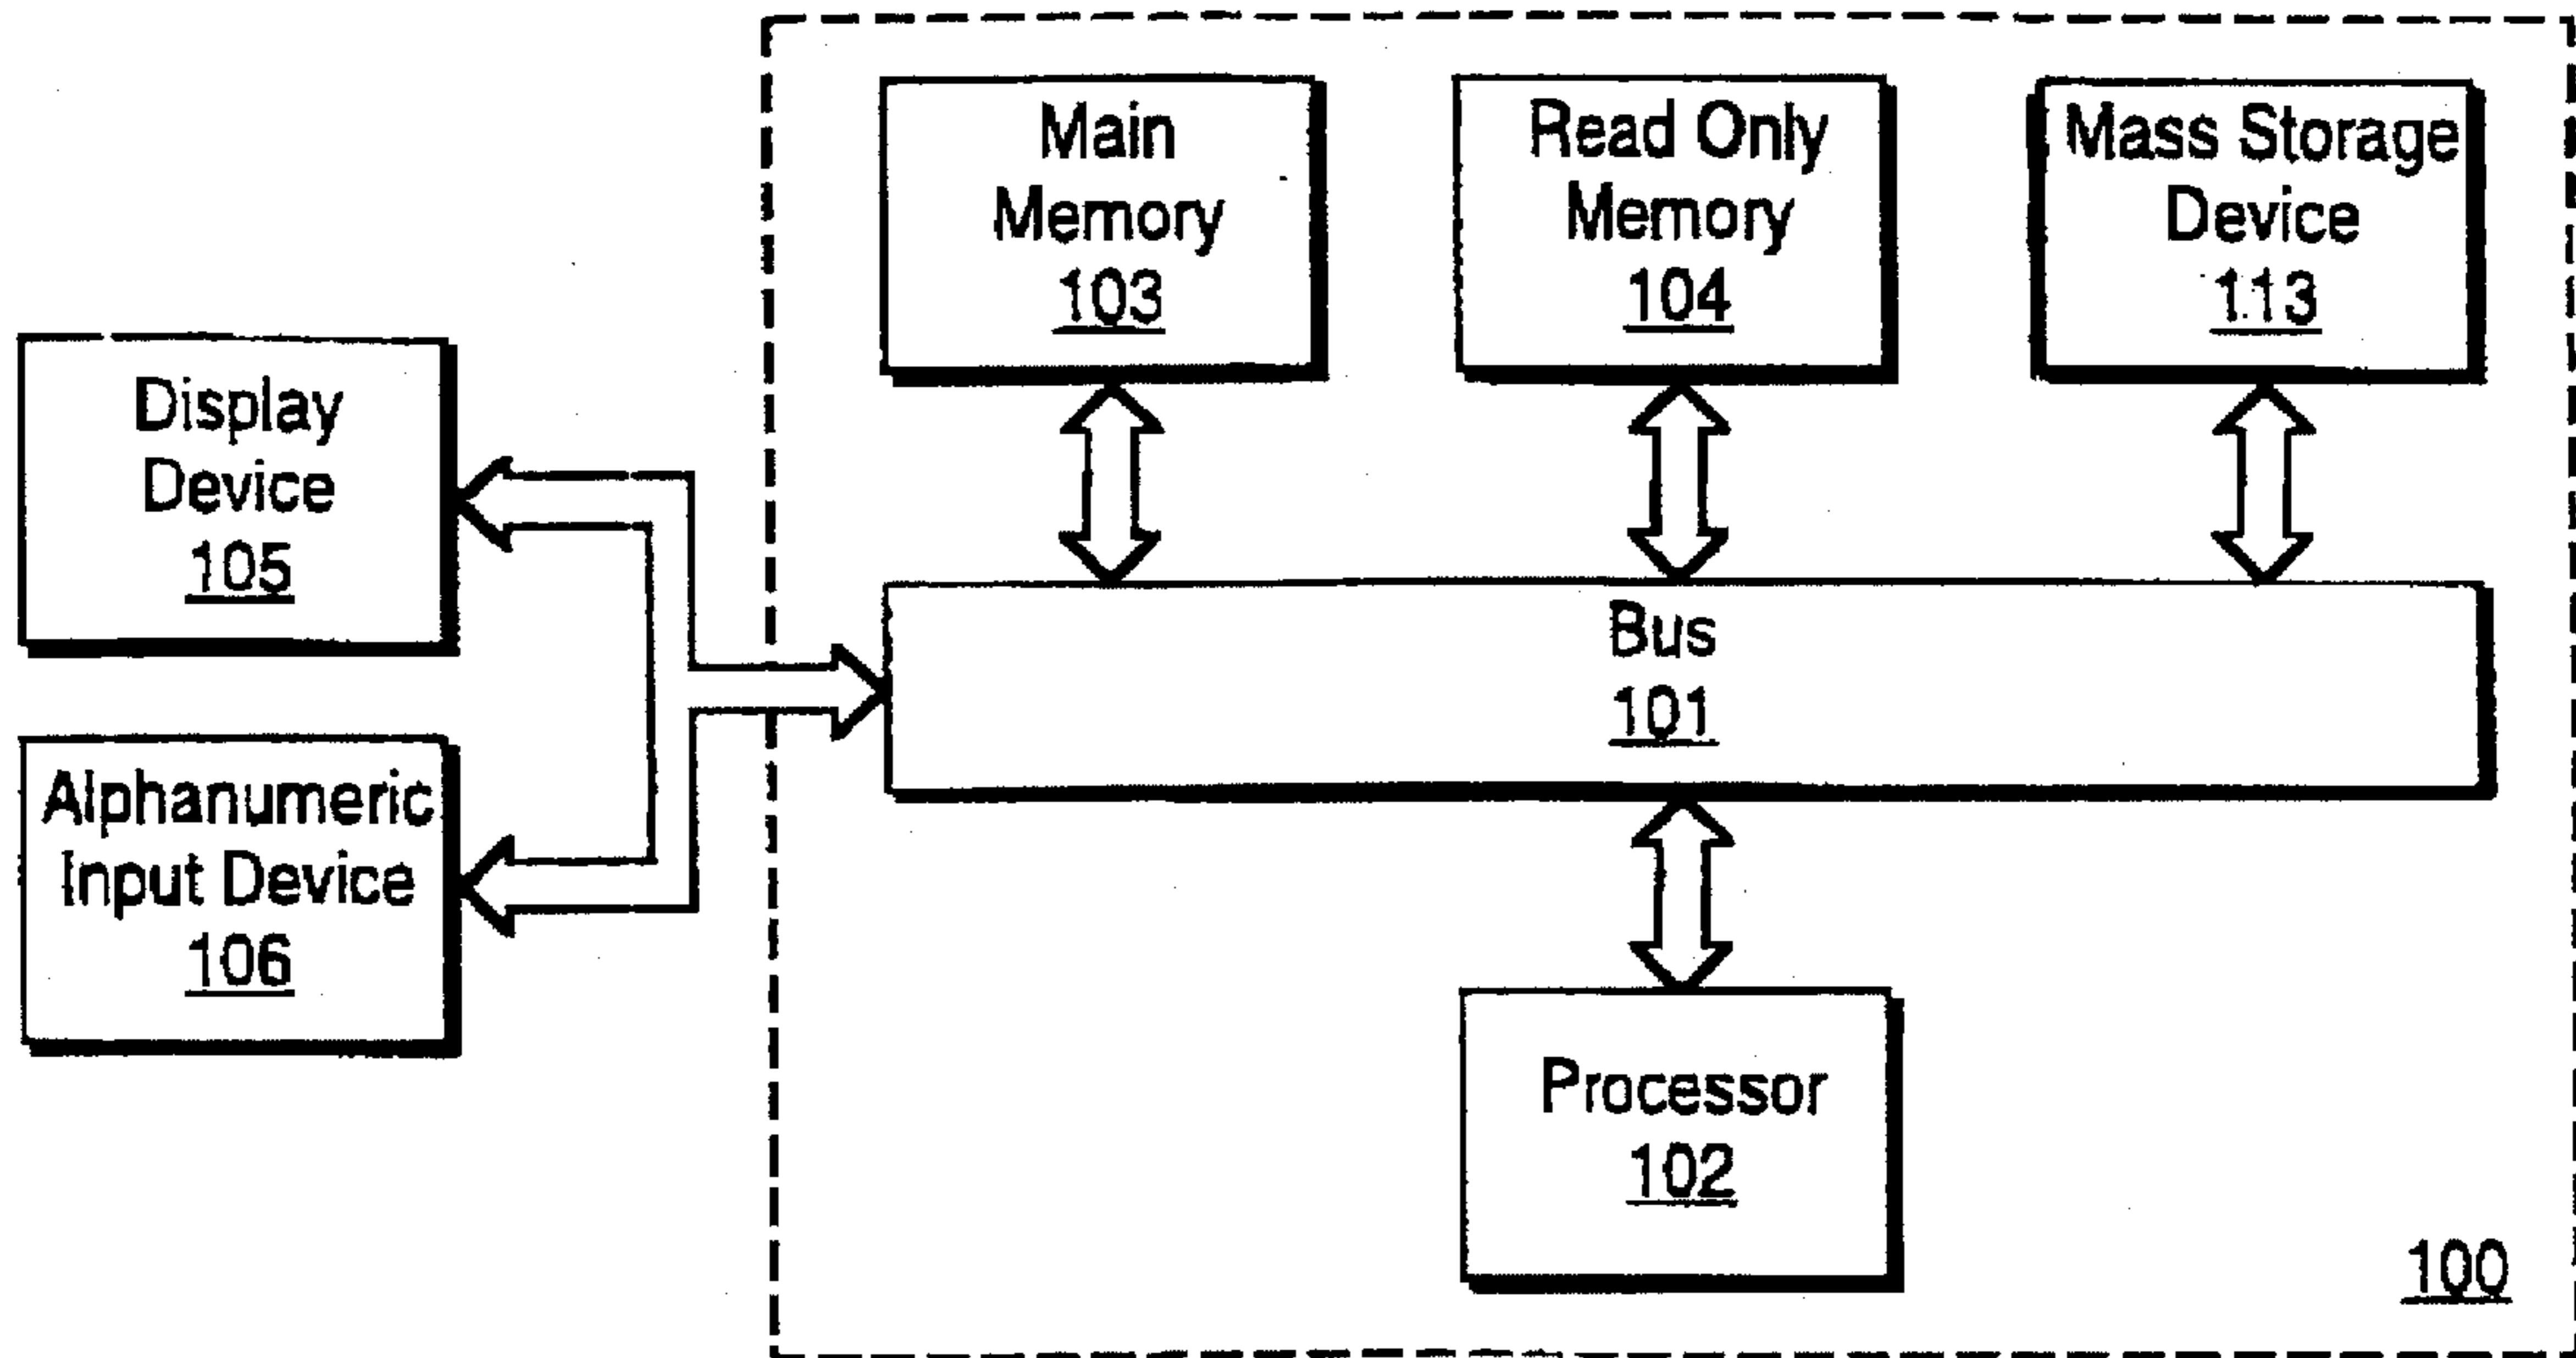 Main
Memory
103
Read Only
Memory
104
Mass Storage
Device
113
Display
Device
105
Alphanumeric
Input Device
106
Bus
101
Processor
102
100